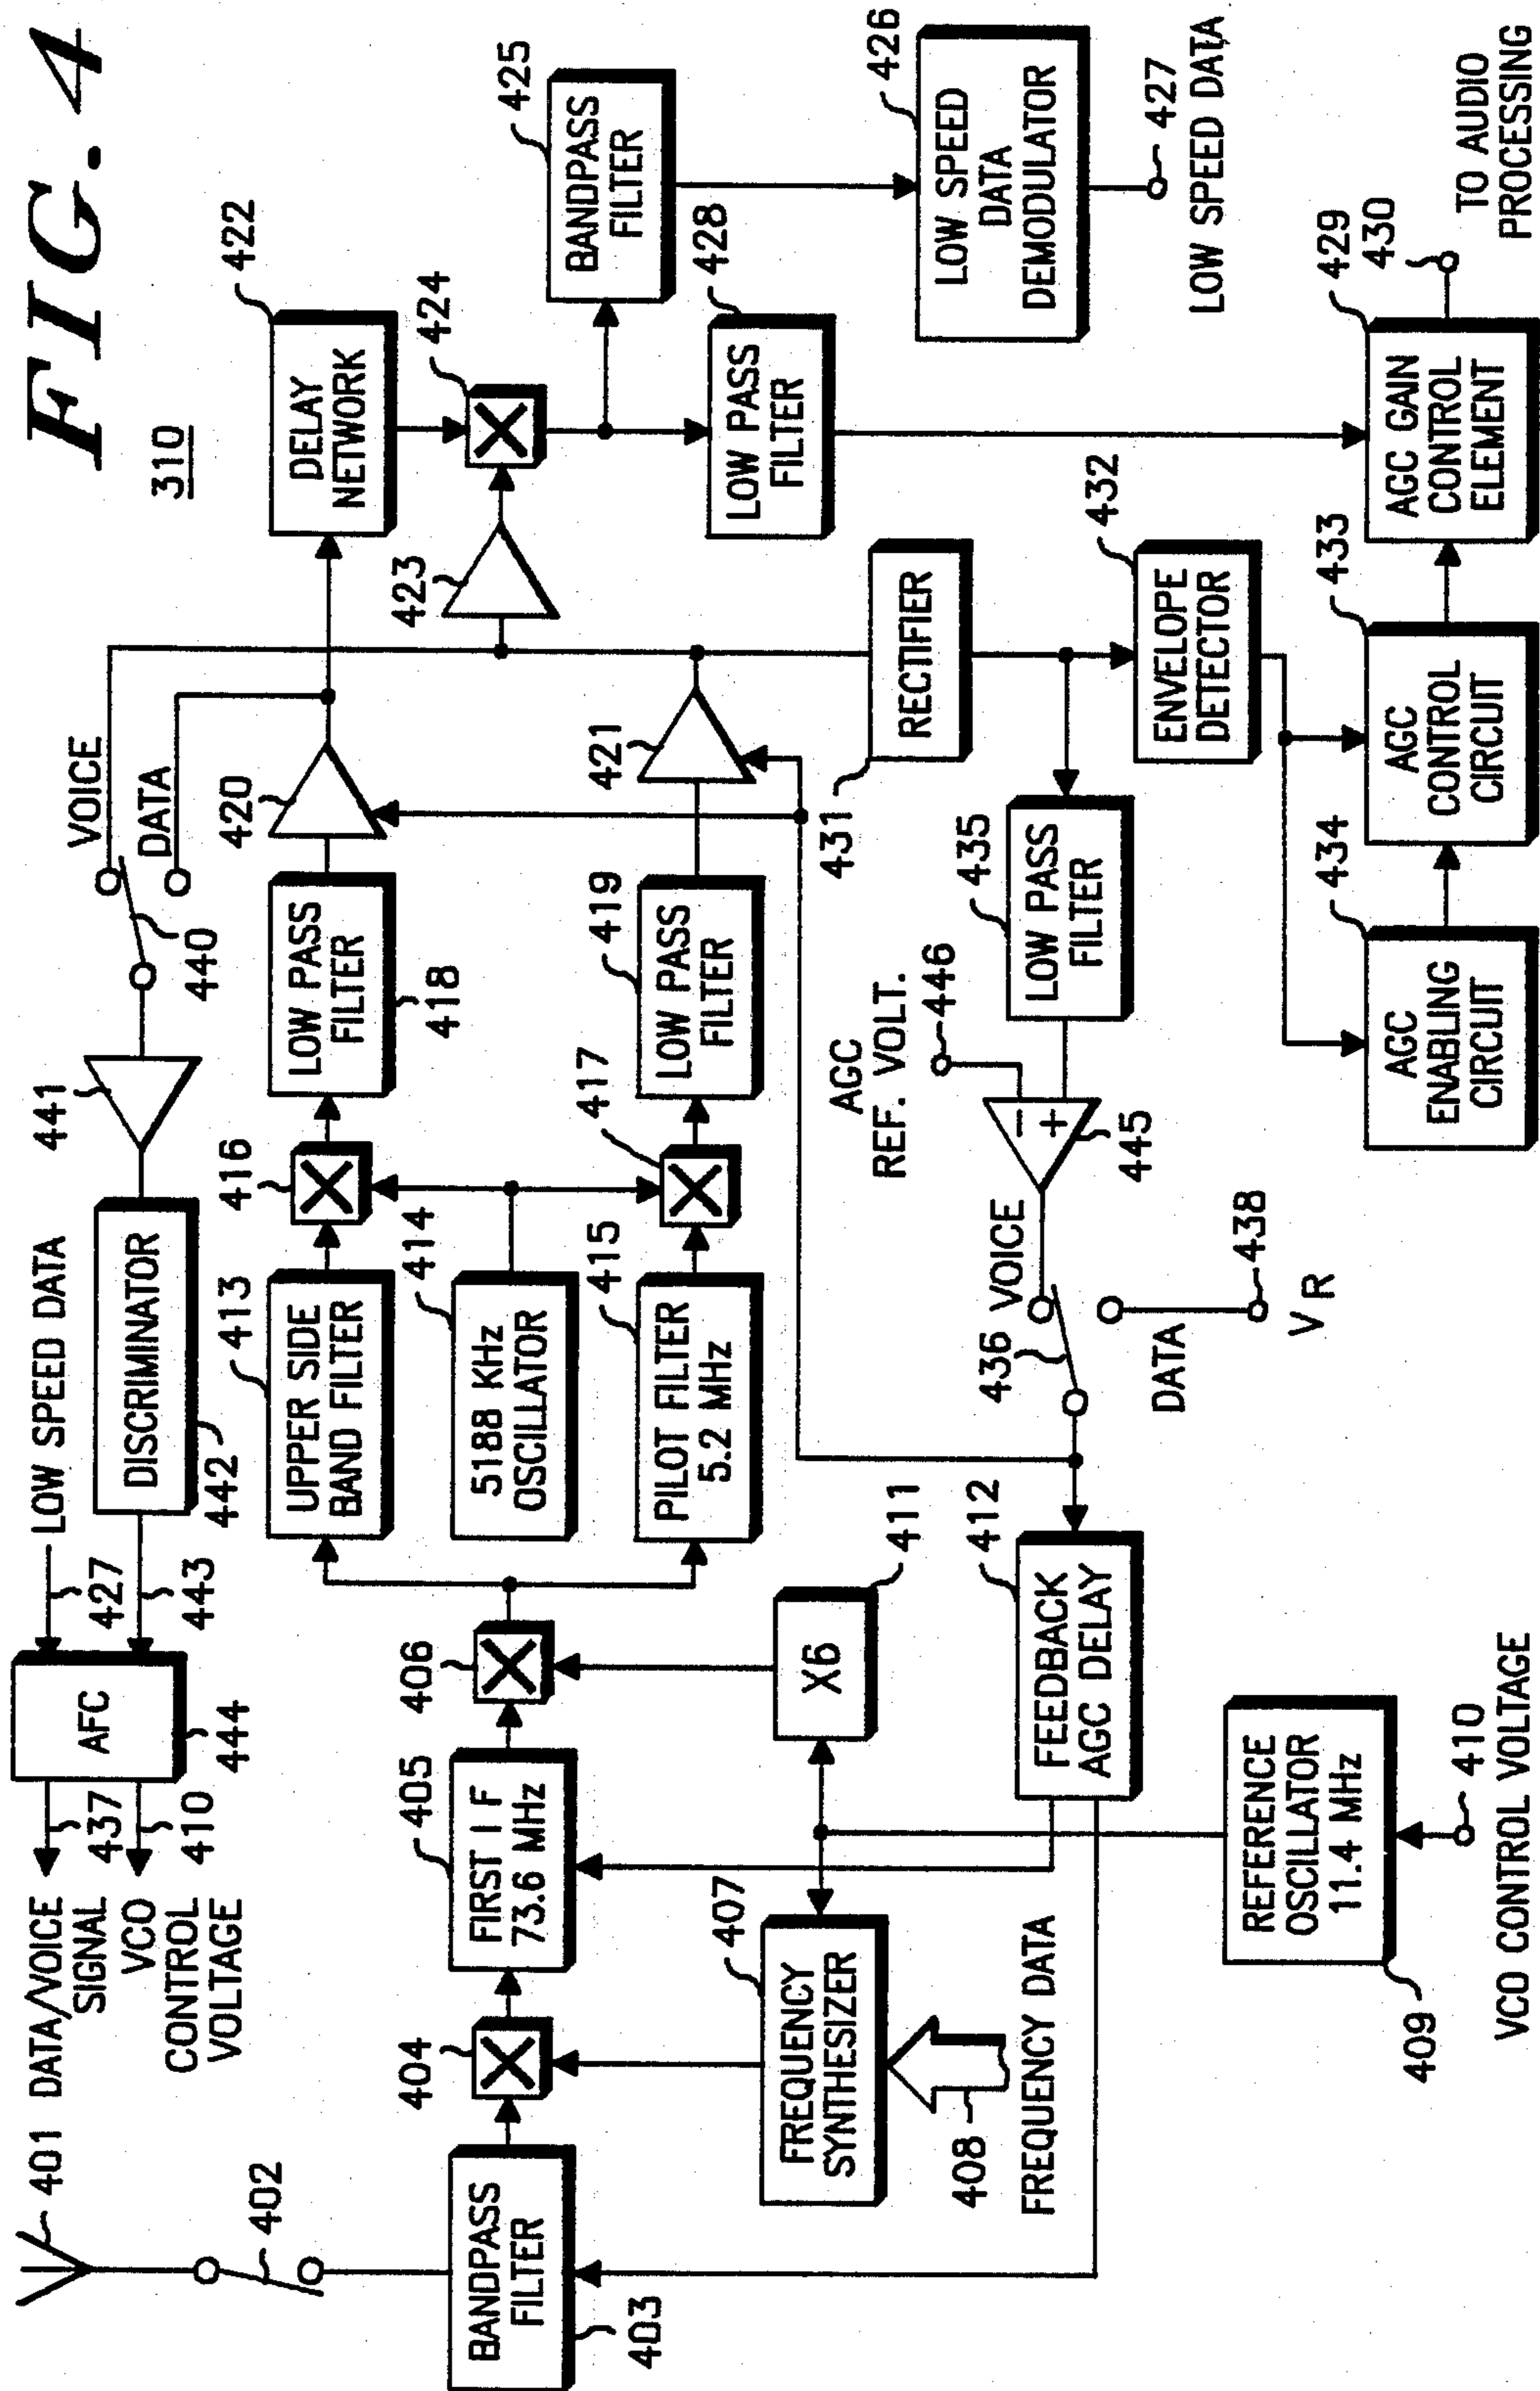 FIG. 4
310
401
402
BANDPASS
FILTER
403
404
FIRST IF
73.6 MHz
405
406
FREQUENCY
SYNTHESIZER
407
408
FREQUENCY DATA
REFERENCE
OSCILLATOR
11.4 MHz
409
410
VCO CONTROL VOLTAGE
X6
411
FEEDBACK
AGC DELAY
412
DATA/VOICE
SIGNAL
437
VCO
CONTROL
VOLTAGE
410
AFC
444
427
LOW SPEED DATA
443
DISCRIMINATOR
442
441
440
VOICE
DATA
UPPER SIDE
BAND FILTER
413
5188 KHz
OSCILLATOR
414
PILOT FILTER
5.2 MHz
415
416
417
LOW PASS
FILTER
418
LOW PASS
FILTER
419
420
421
DELAY
NETWORK
422
423
424
BANDPASS
FILTER
425
LOW SPEED
DATA
DEMODULATOR
426
427
LOW SPEED DATA
LOW PASS
FILTER
428
RECTIFIER
431
ENVELOPE
DETECTOR
432
LOW PASS
FILTER
435
AGC
REF. VOLT.
446
-
+
445
VOICE
436
DATA
438
VR
AGC
ENABLING
CIRCUIT
434
AGC
CONTROL
CIRCUIT
433
AGC GAIN
CONTROL
ELEMENT
429
430
TO AUDIO
PROCESSING